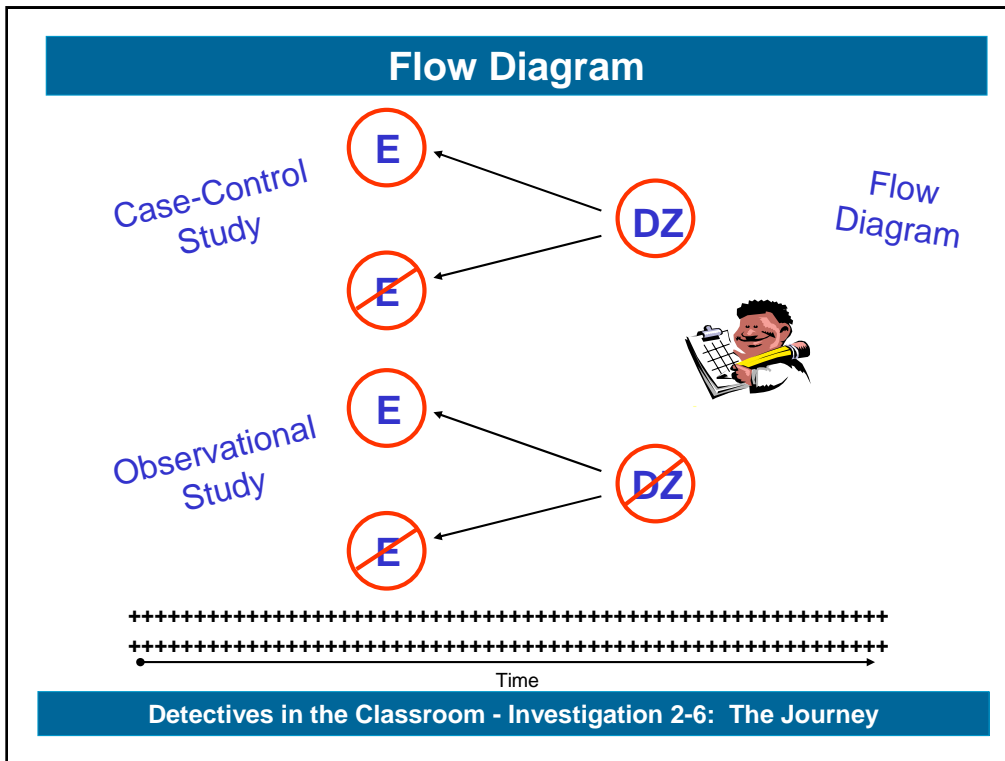 Flow Diagram
E
Case-Control
Study
DZ
Flow
Diagram
E
E
Observational
Study
DZ
E
++++++++++++++++++++++++++++++++++++++++++++++++++++++++++
++++++++++++++++++++++++++++++++++++++++++++++++++++++++++
Time
Detectives in the Classroom - Investigation 2-6: The Journey